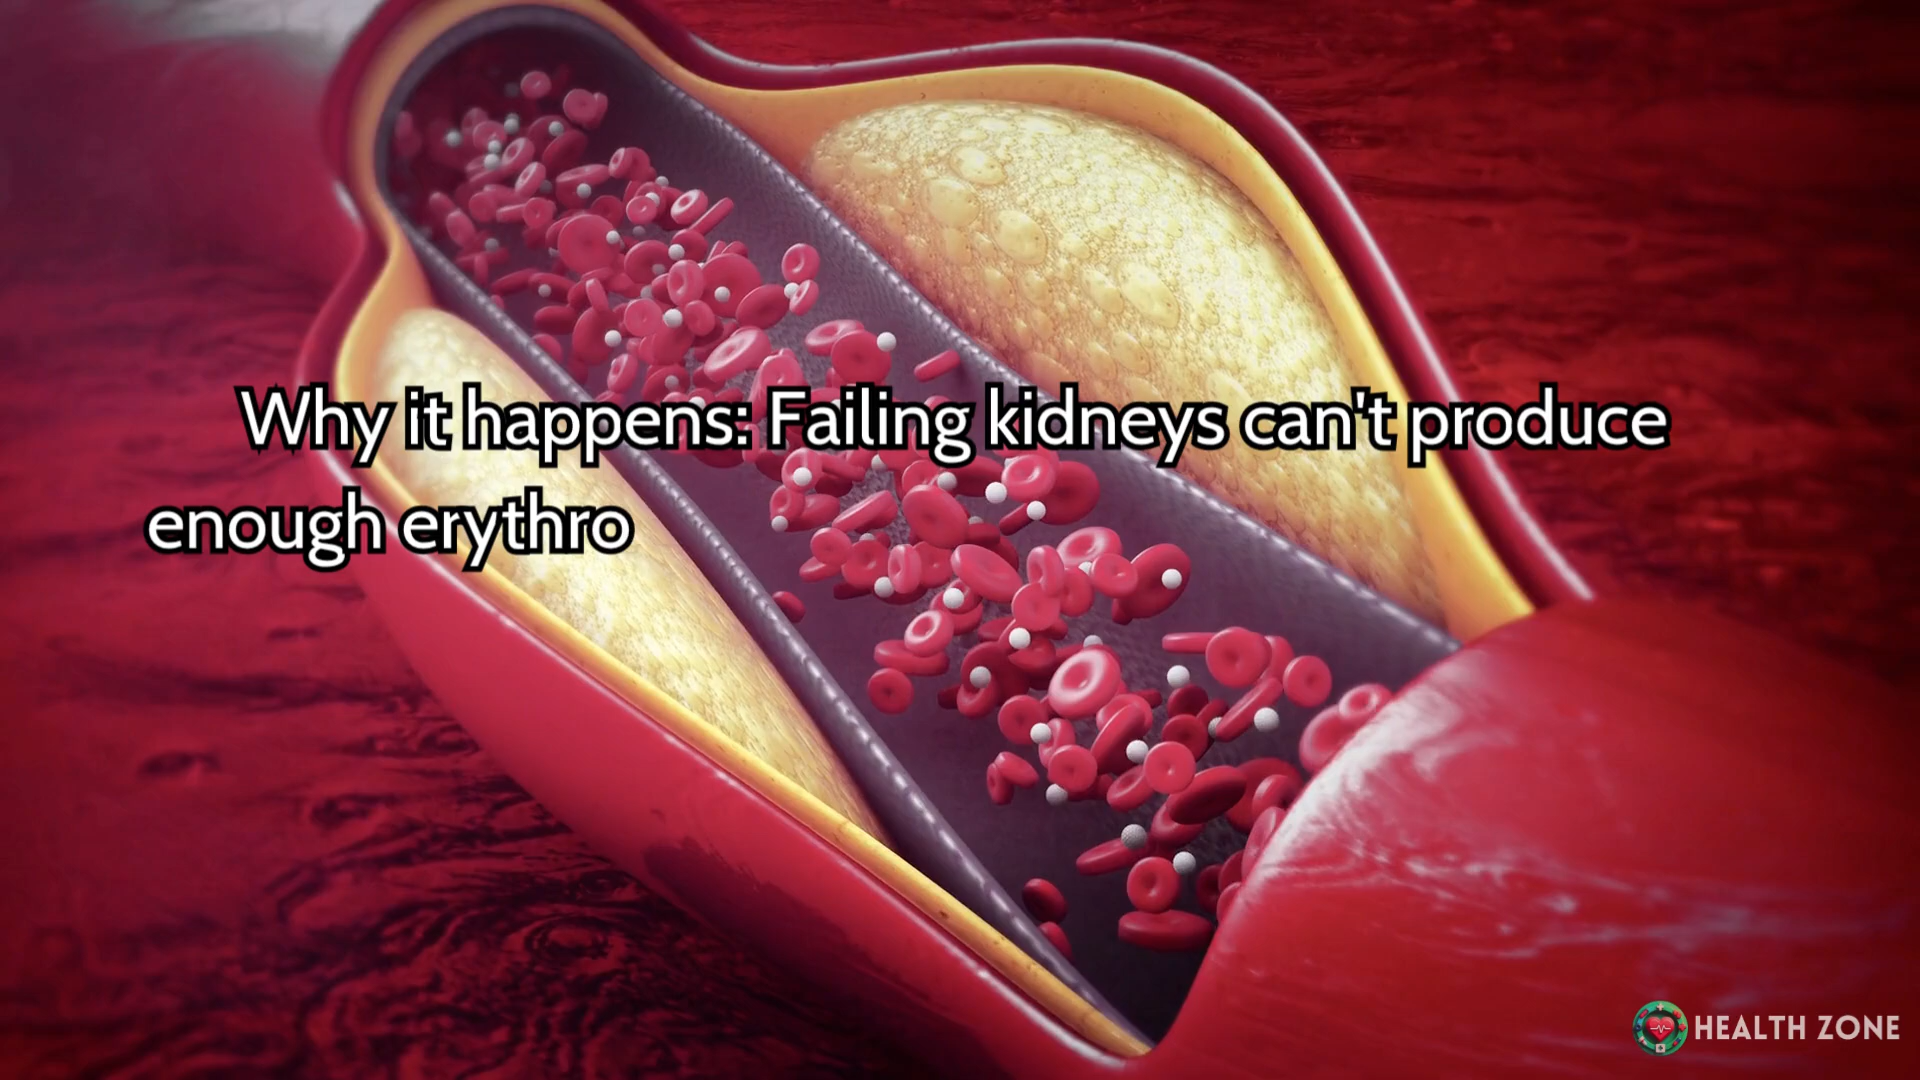 Why it happens: Failing kidneys can't produce
enough erythro
HEALTH ZONE